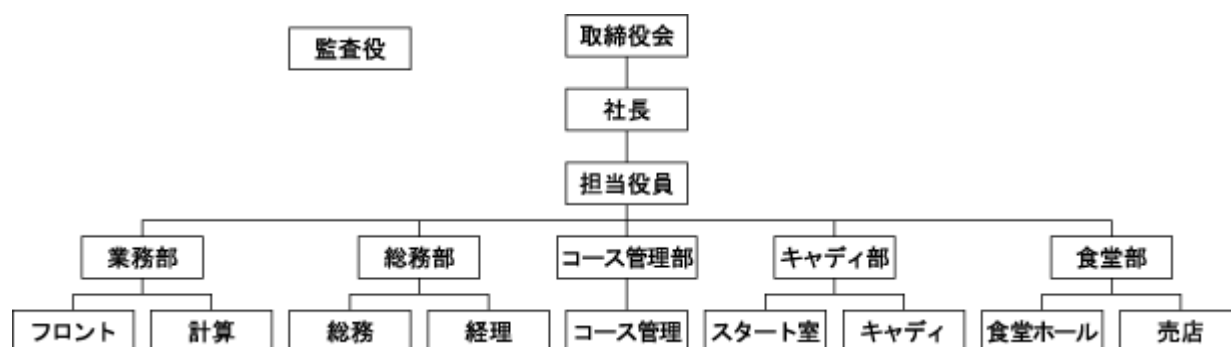 取締役会
監査役
社長
担当役員
業務部
総務部
コース管理部
キャディ部
食堂部
フロント
計算
総務
経理
コース管理
スタート室
キャディ
食堂ホール
売店